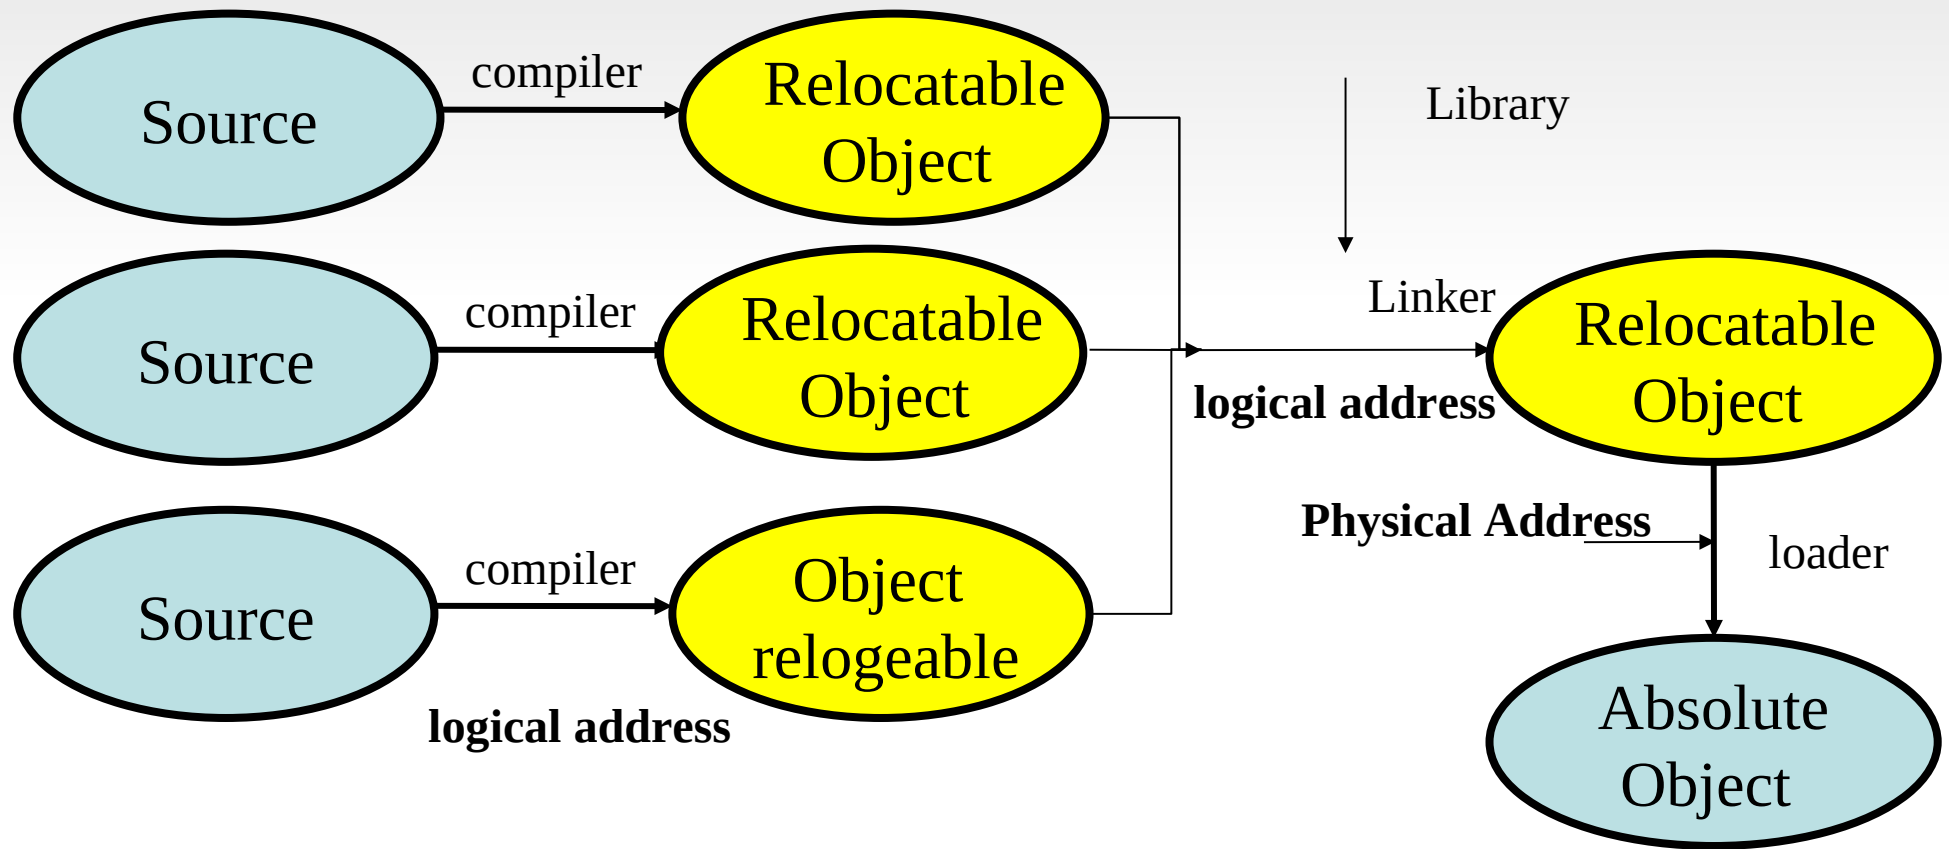 Source
compiler
Relocatable
Object
Library
Source
compiler
Relocatable
Object
Linker
logical address
Relocatable
Object
Physical Address
loader
Source
compiler
Object
relogeable
logical address
Absolute
Object